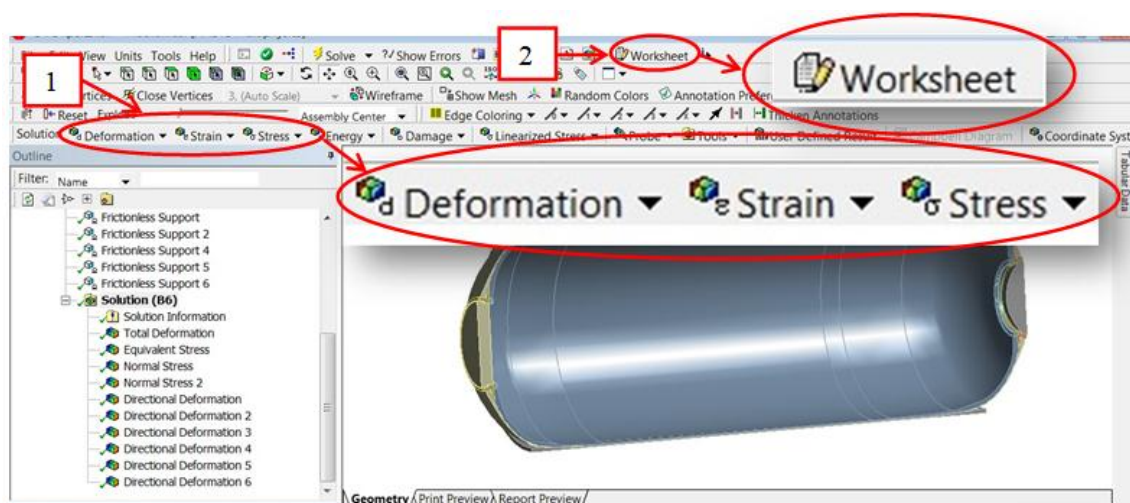 View Units Tools Help Solve ?/Show Errors 2 Worksheet
Worksheet
1 Close Vertices 3. (Auto Scale) Wireframe Show Mesh Random Colors Annotation
Reset Assembly Center Edge Coloring Thicken Annotations
Deformation Strain Stress Energy Damage Linearized Stress Probe Tools User Defined Result Diagram Coordinate Syst
Outline
Filter: Name
Deformation Strain Stress
Tabular Data
Frictionless Support
Frictionless Support 2
Frictionless Support 4
Frictionless Support 5
Frictionless Support 6
Solution (B6)
Solution Information
Total Deformation
Equivalent Stress
Normal Stress
Normal Stress 2
Directional Deformation
Directional Deformation 2
Directional Deformation 3
Directional Deformation 4
Directional Deformation 5
Directional Deformation 6
Geometry Print Preview Report Preview